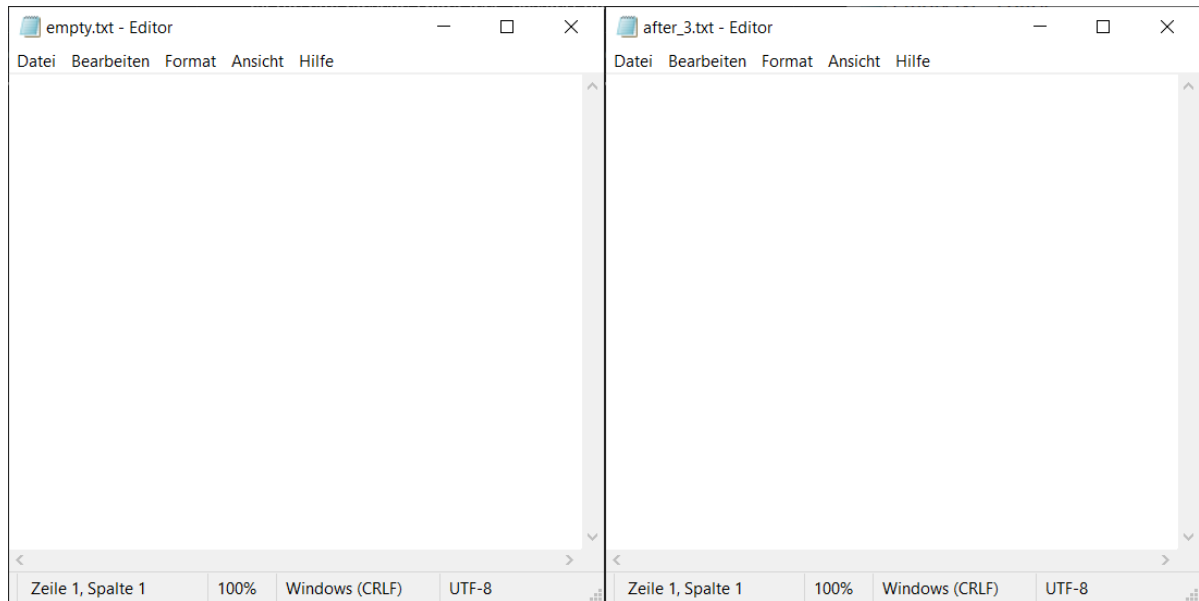 empty.txt - Editor
Datei Bearbeiten Format Ansicht Hilfe
Zeile 1, Spalte 1 100% Windows (CRLF) UTF-8
after_3.txt - Editor
Datei Bearbeiten Format Ansicht Hilfe
Zeile 1, Spalte 1 100% Windows (CRLF) UTF-8